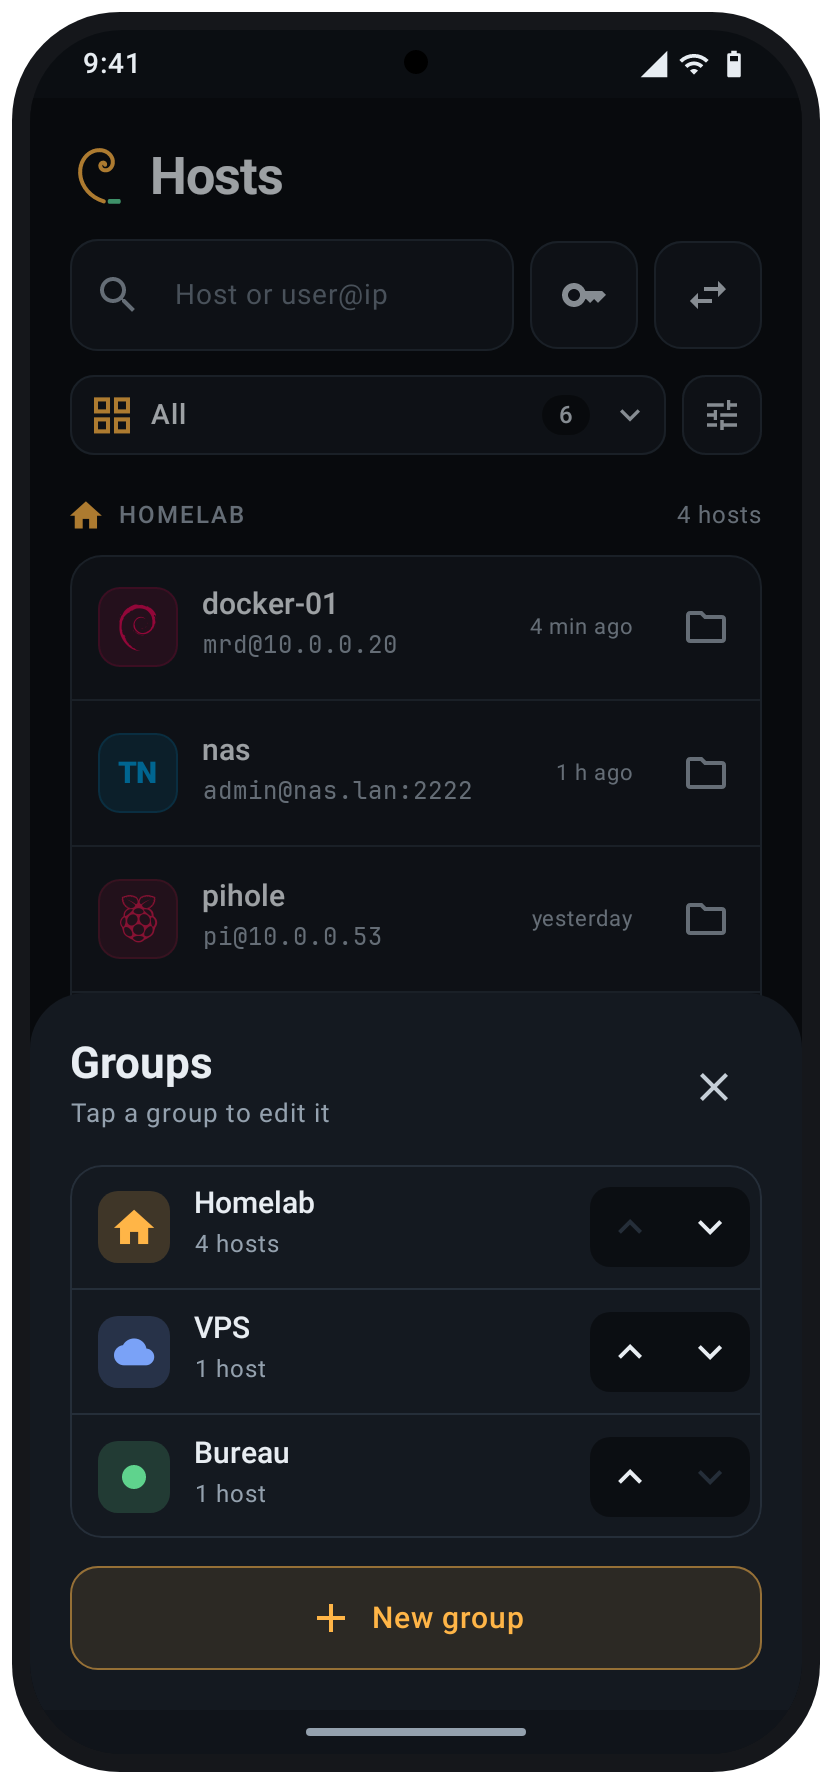 9:41
Hosts
Host or user@ip
All 6
HOMELAB 4 hosts
docker-01
mrd@10.0.0.20
4 min ago
TN
nas
admin@nas.lan:2222
1 h ago
pihole
pi@10.0.0.53
yesterday
Groups
Tap a group to edit it
Homelab
4 hosts
VPS
1 host
Bureau
1 host
New group